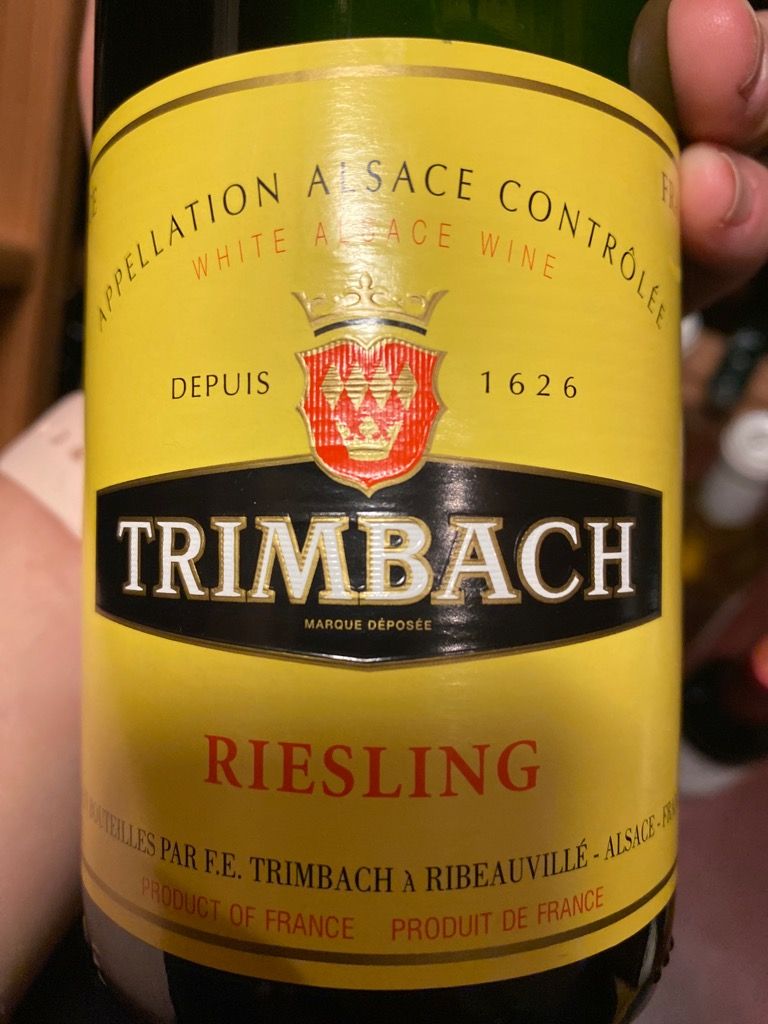 APPELLATION ALSACE CONTRÔLÉE
WHITE ALSACE WINE
DEPUIS 1626
TRIMBACH
MARQUE DÉPOSÉE
RIESLING
BOUTEILLES PAR F.E. TRIMBACH À RIBEAUVILLÉ - ALSACE -
PRODUCT OF FRANCE PRODUIT DE FRANCE